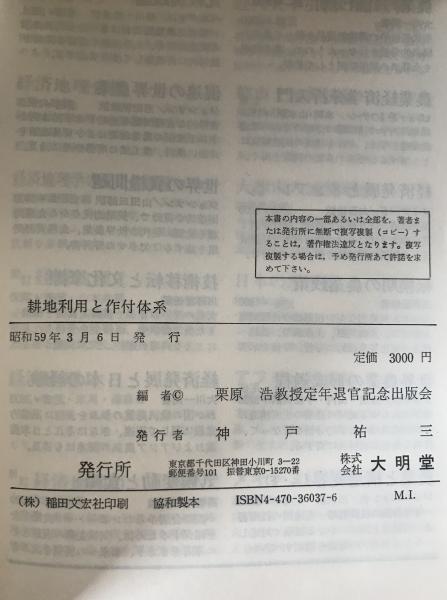 本書の内容の一部あるいは全部を,著者ま
たは発行所に無断で複写複製(コピー)す
ることは,著作権法違反となります。複写
複製する場合は,予め発行所あて許諾を求
めて下さい。
耕地利用と作付体系
昭和59年3月6日 発 行
定価 3000円
編 者© 栗原 浩教授定年退官記念出版会
発行者 神 戸 祐 三
発行所 東京都千代田区神田小川町 3-22 株式会社 大明堂
郵便番号101 振替東京0-15270番
(株) 稲田文宏社印刷 協和製本 ISBN4-470-36037-6 M.I.